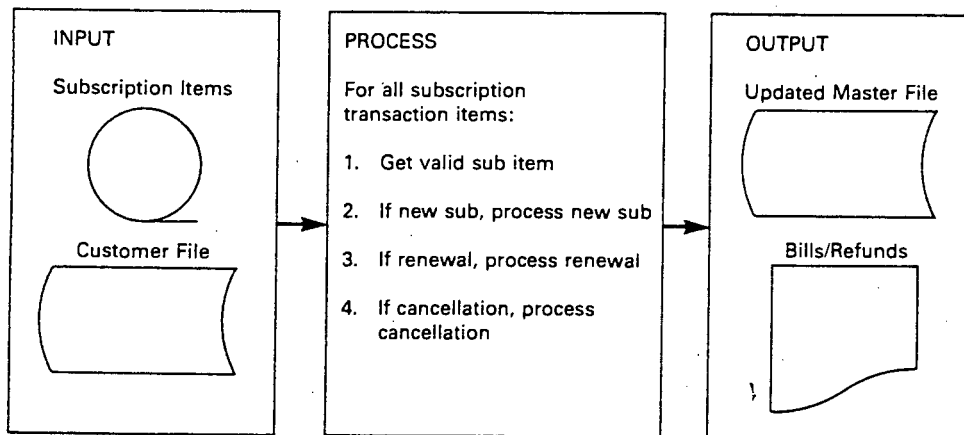 INPUT
Subscription Items
Customer File
PROCESS
For all subscription
transaction items:
1. Get valid sub item
2. If new sub, process new sub
3. If renewal, process renewal
4. If cancellation, process
cancellation
OUTPUT
Updated Master File
Bills/Refunds